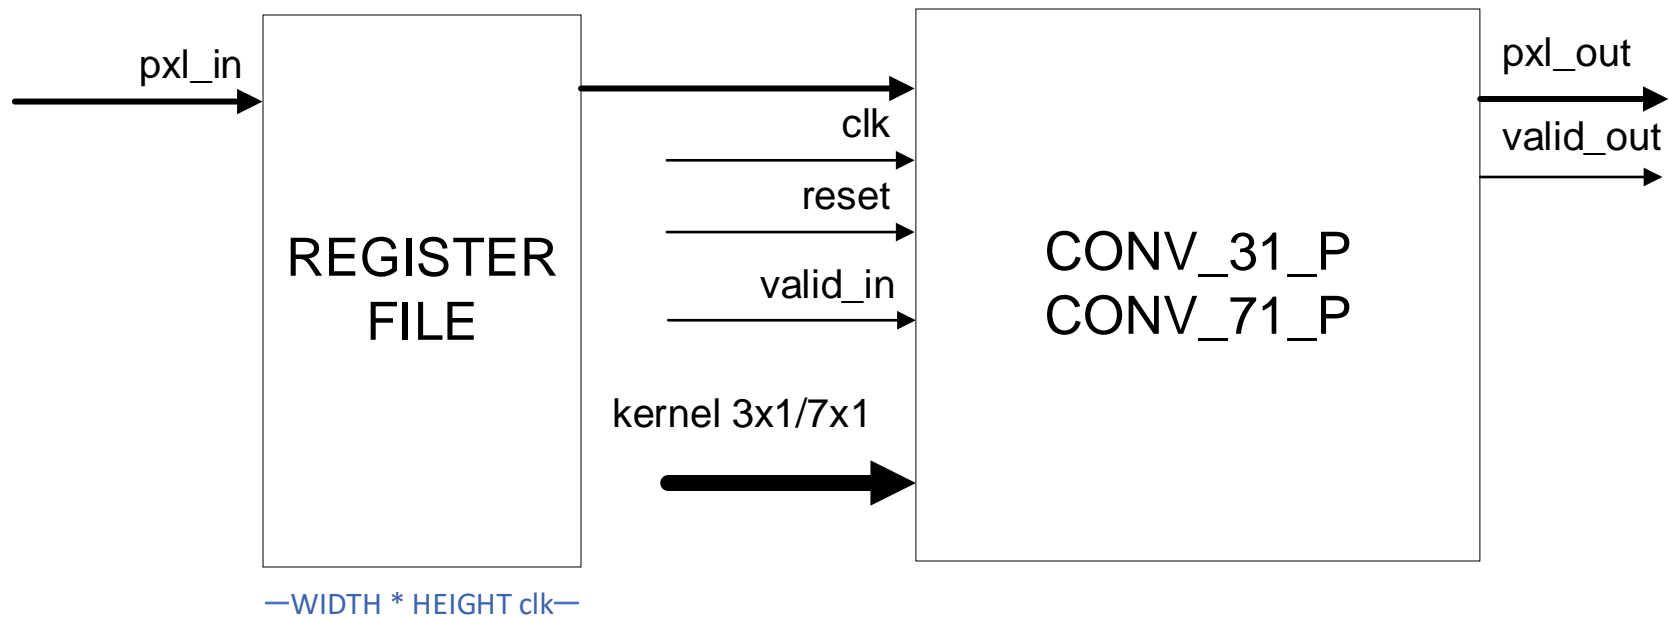 pxl_in
REGISTER
FILE
—WIDTH * HEIGHT clk—
clk
reset
valid_in
kernel 3x1/7x1
CONV_31_P
CONV_71_P
pxl_out
valid_out